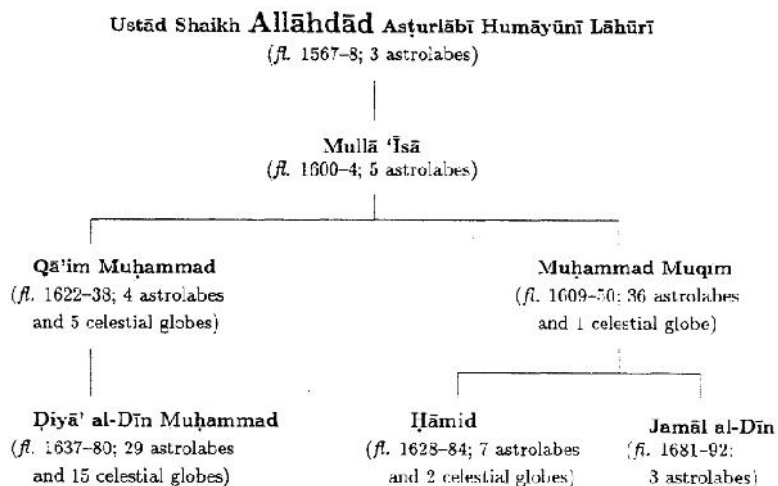 Ustād Shaikh Allāhdād Asṭurlābī Humāyūnī Lāhūrī
(fl. 1567–8; 3 astrolabes)
Mullā ‘Īsā
(fl. 1600–4; 5 astrolabes)
Qā’im Muḥammad
(fl. 1622–38; 4 astrolabes
and 5 celestial globes)
Muḥammad Muqīm
(fl. 1609–50; 36 astrolabes
and 1 celestial globe)
Ḍiyā’ al-Dīn Muḥammad
(fl. 1637–80; 29 astrolabes
and 15 celestial globes)
Ḥāmid
(fl. 1628–84; 7 astrolabes
and 2 celestial globes)
Jamāl al-Dīn
(fl. 1681–92;
3 astrolabes)